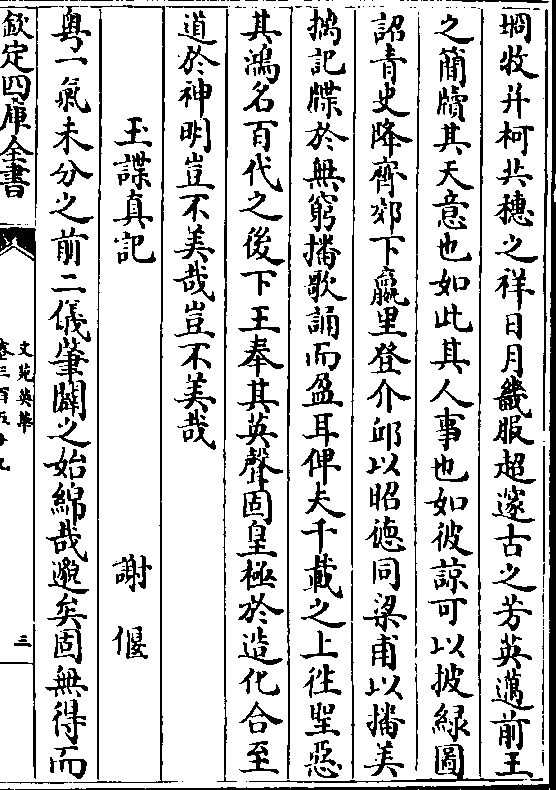 坰牧并柯共穗之祥日月畿服超邃古之芳英邁前王
之簡牘其天意也如此其人事也如彼諒可以披緑圖
詔青史降齊郊下嬴里登介邱以昭徳同梁甫以播美
摛記牒於無窮播歌誦而盈耳俾夫千載之上徃聖惡
其鴻名百代之後下王奉其英聲固皇極於造化合至
道於神明豈不美哉豈不美哉
玉諜真記 謝偃
粤一氣未分之前二儀肇闢之始綿哉邈矣固無得而
欽定四庫全書
文苑英華
卷三百五十九
三